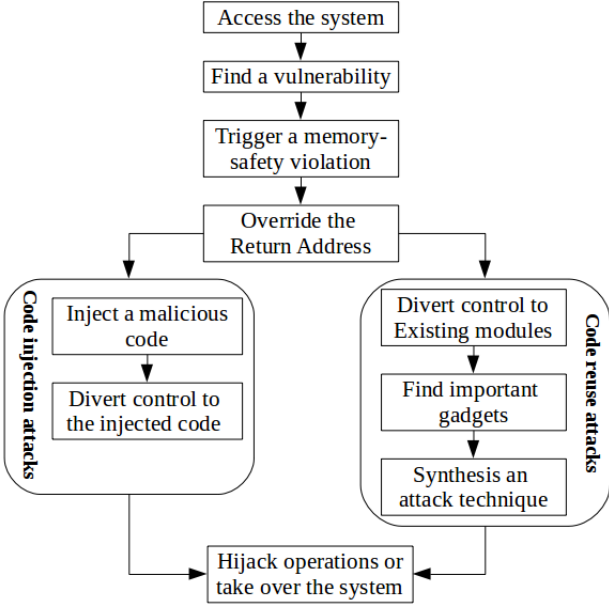 Access the system
Find a vulnerability
Trigger a memory-
safety violation
Override the
Return Address
Code injection attacks
Inject a malicious
code
Divert control to
the injected code
Divert control to
Existing modules
Find important
gadgets
Synthesis an
attack technique
Code reuse attacks
Hijack operations or
take over the system